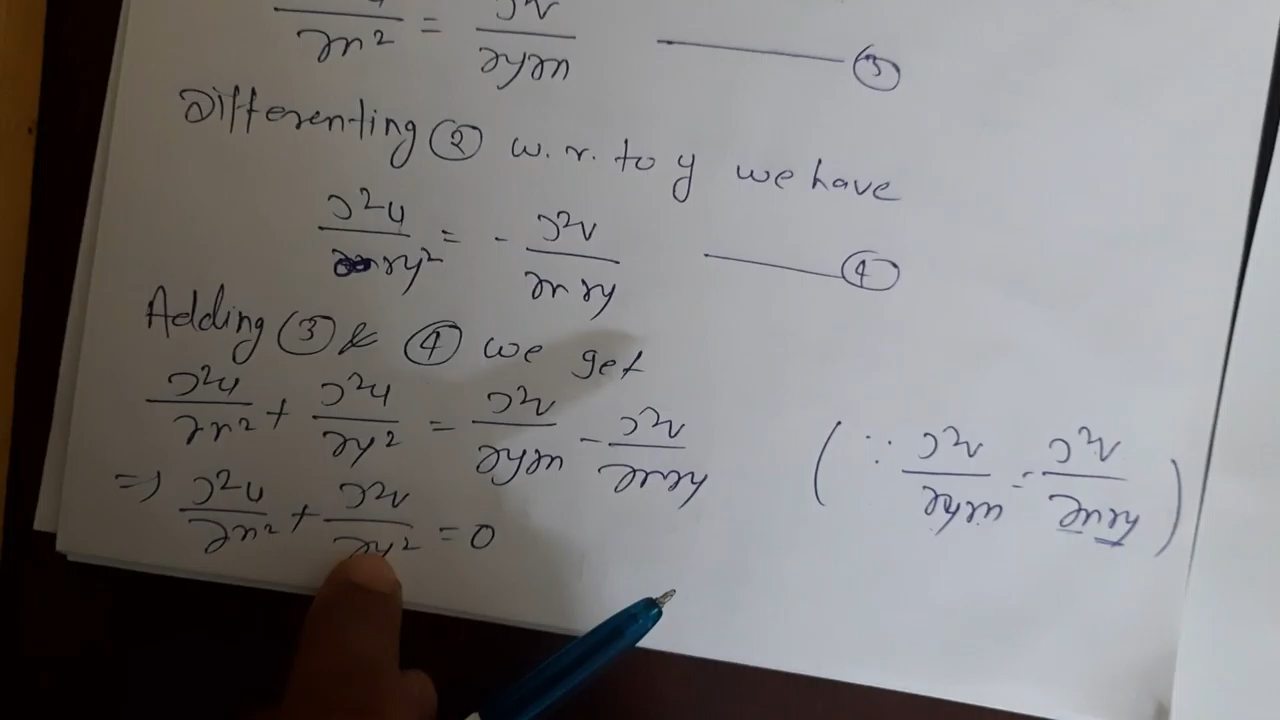 ∂²u/∂x² = ∂²v/∂y∂x ——— ③
Differenting ② w.r. to y we have
∂²u/∂y² = - ∂²v/∂x∂y ——— ④
Adding ③ & ④ we get
∂²u/∂x² + ∂²u/∂y² = ∂²v/∂y∂x - ∂²v/∂x∂y (∵ ∂²v/∂y∂x = ∂²v/∂x∂y)
=> ∂²u/∂x² + ∂²v/∂y² = 0